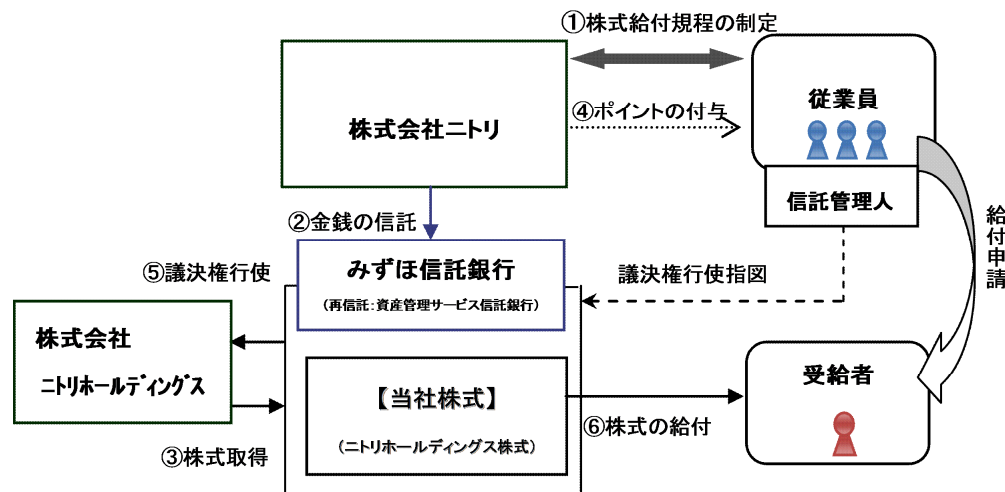 ①株式給付規程の制定
株式会社ニトリ
従業員
④ポイントの付与
信託管理人
給付申請
②金銭の信託
⑤議決権行使
みずほ信託銀行
(再信託:資産管理サービス信託銀行)
議決権行使指図
株式会社
ニトリホールディングス
【当社株式】
(ニトリホールディングス株式)
受給者
⑥株式の給付
③株式取得